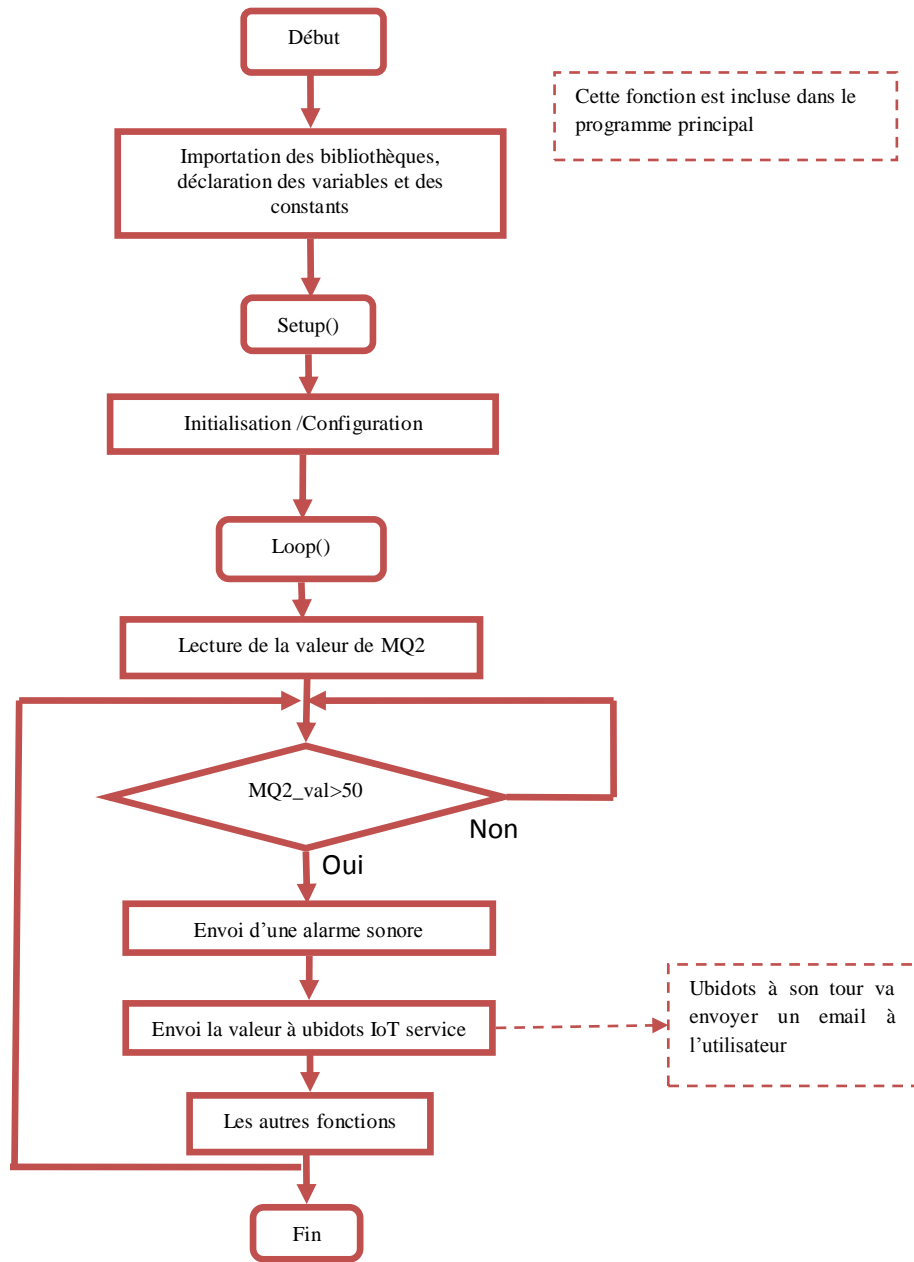 Début
Cette fonction est incluse dans le
programme principal
Importation des bibliothèques,
déclaration des variables et des
constants
Setup()
Initialisation /Configuration
Loop()
Lecture de la valeur de MQ2
MQ2_val>50
Non
Oui
Envoi d’une alarme sonore
Envoi la valeur à ubidots IoT service
Ubidots à son tour va
envoyer un email à
l’utilisateur
Les autres fonctions
Fin